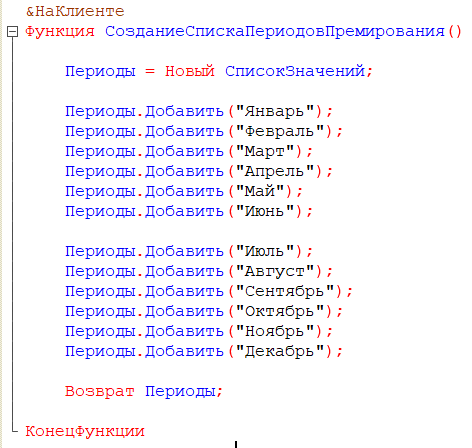 &НаКлиенте
Функция СозданиеСпискаПериодовПремирования()
Периоды = Новый СписокЗначений;
Периоды.Добавить("Январь");
Периоды.Добавить("Февраль");
Периоды.Добавить("Март");
Периоды.Добавить("Апрель");
Периоды.Добавить("Май");
Периоды.Добавить("Июнь");
Периоды.Добавить("Июль");
Периоды.Добавить("Август");
Периоды.Добавить("Сентябрь");
Периоды.Добавить("Октябрь");
Периоды.Добавить("Ноябрь");
Периоды.Добавить("Декабрь");
Возврат Периоды;
КонецФункции